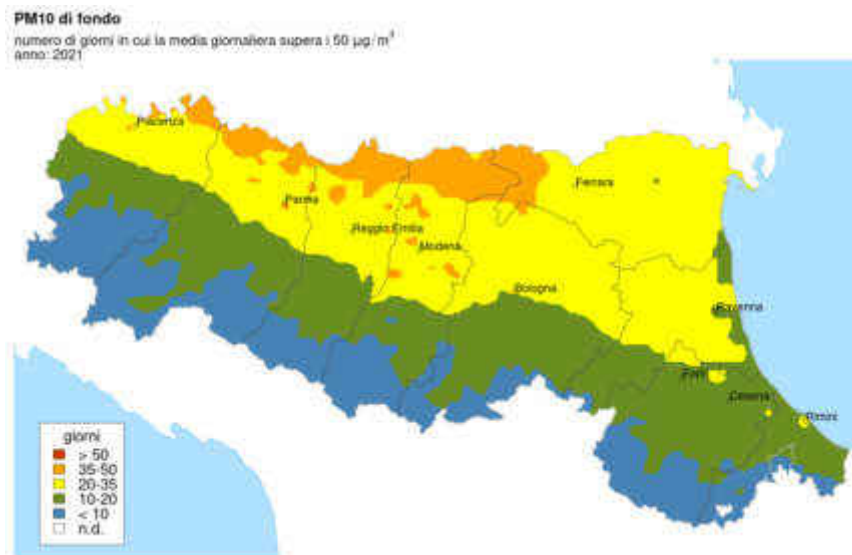 PM10 di fondo
numero di giorni in cui la media giornaliera supera i 50 µg/m³
anno: 2021
Piacenza
Parma
Reggio Emilia
Modena
Ferrara
Bologna
Ravenna
Forlì
Cesena
Rimini
giorni
> 50
35-50
20-35
10-20
< 10
n.d.